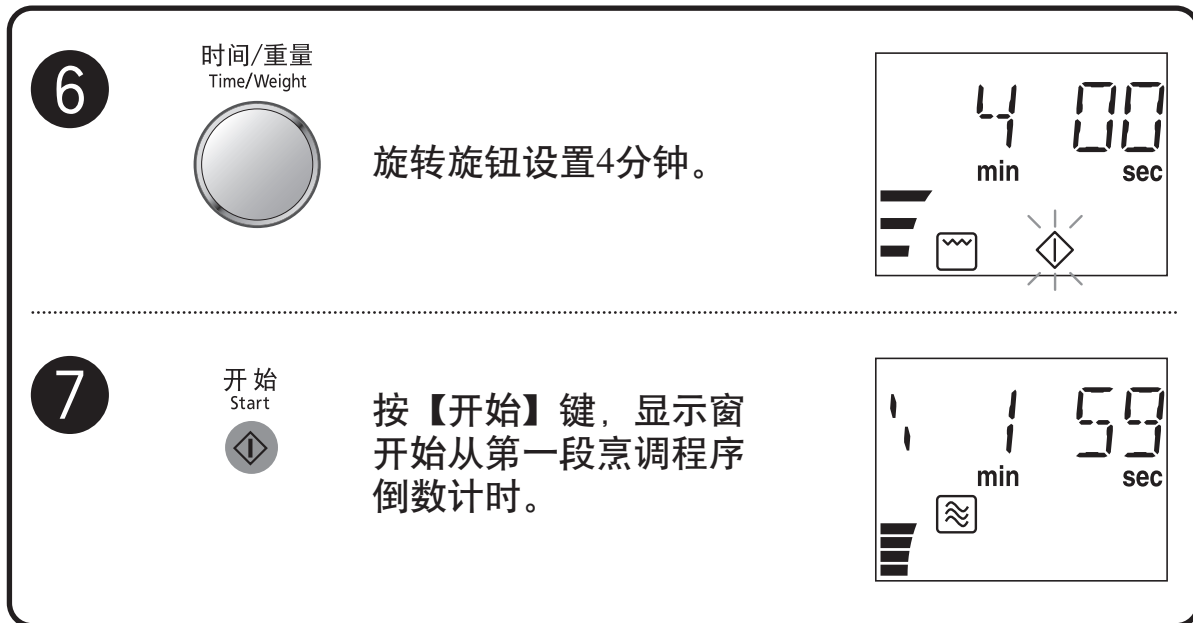 6
时间/重量
Time/Weight
旋转旋钮设置4分钟。
4 00
min sec
7
开 始
Start
按【开始】键，显示窗
开始从第一段烹调程序
倒数计时。
1 59
min sec